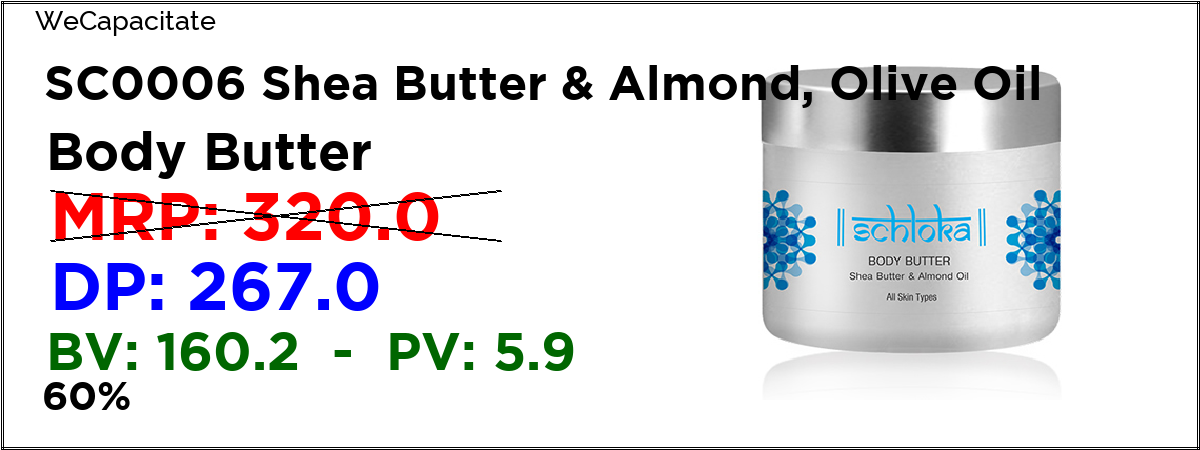 WeCapacitate
SC0006 Shea Butter & Almond, Olive Oil
Body Butter
MRP: 320.0
DP: 267.0
BV: 160.2 - PV: 5.9
60%
schloka
BODY BUTTER
Shea Butter & Almond Oil
All Skin Types